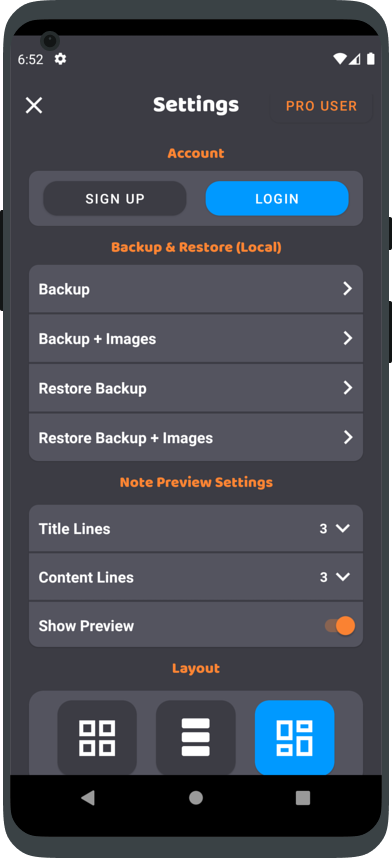 6:52
Settings
PRO USER
Account
SIGN UP
LOGIN
Backup & Restore (Local)
Backup
Backup + Images
Restore Backup
Restore Backup + Images
Note Preview Settings
Title Lines 3
Content Lines 3
Show Preview
Layout